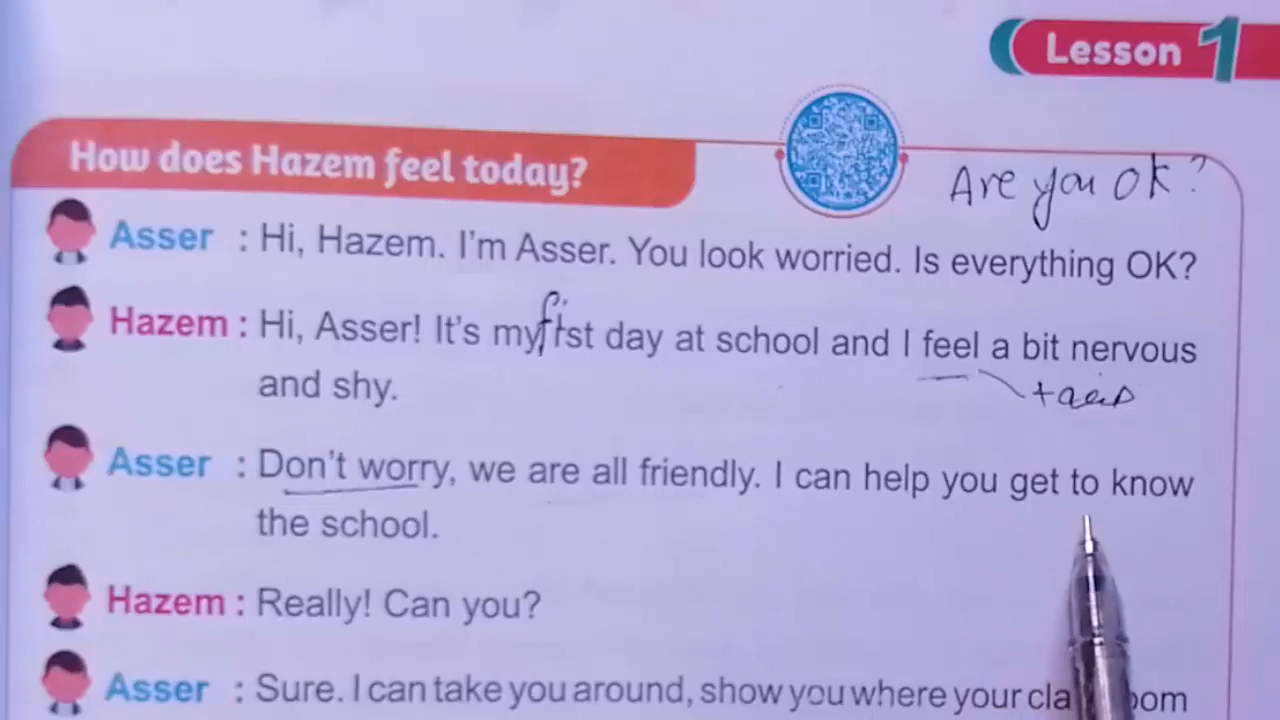 Lesson 1
How does Hazem feel today?
Are you ok?
Asser : Hi, Hazem. I'm Asser. You look worried. Is everything OK?
Hazem : Hi, Asser! It's my first day at school and I feel a bit nervous
and shy.
Asser : Don't worry, we are all friendly. I can help you get to know
the school.
Hazem : Really! Can you?
Asser : Sure. I can take you around, show you where your